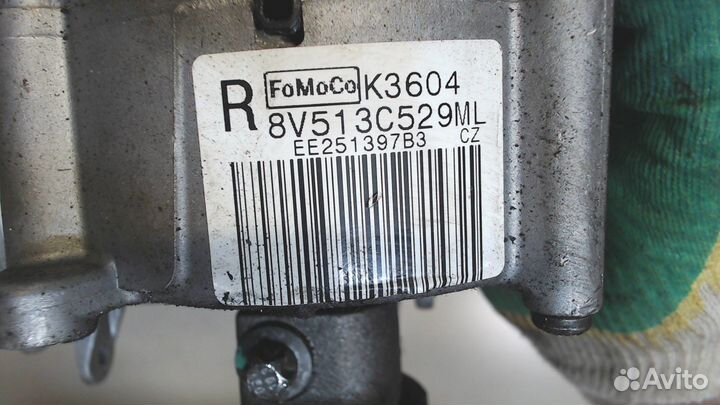 R FoMoCo K3604
8V513C529ML
EE251397B3 CZ
Avito